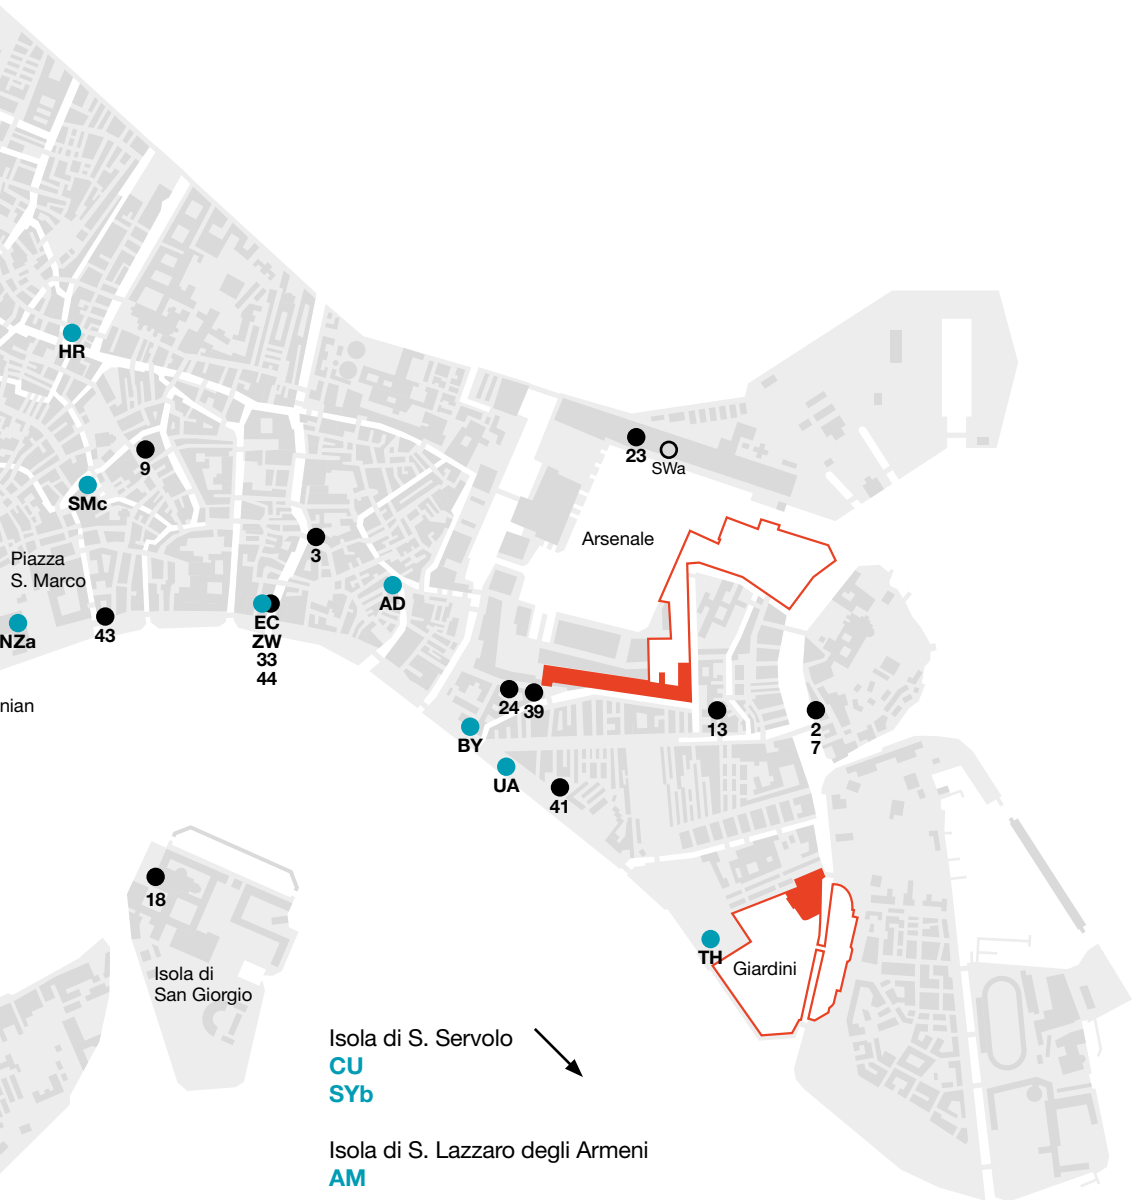 HR
9
23
SWa
SMc
Arsenale
3
Piazza
S. Marco
AD
43
EC
ZW
33
44
NZa
24
39
nian
13
2
7
BY
UA
41
18
TH
Giardini
Isola di
San Giorgio
Isola di S. Servolo
CU
SYb
Isola di S. Lazzaro degli Armeni
AM